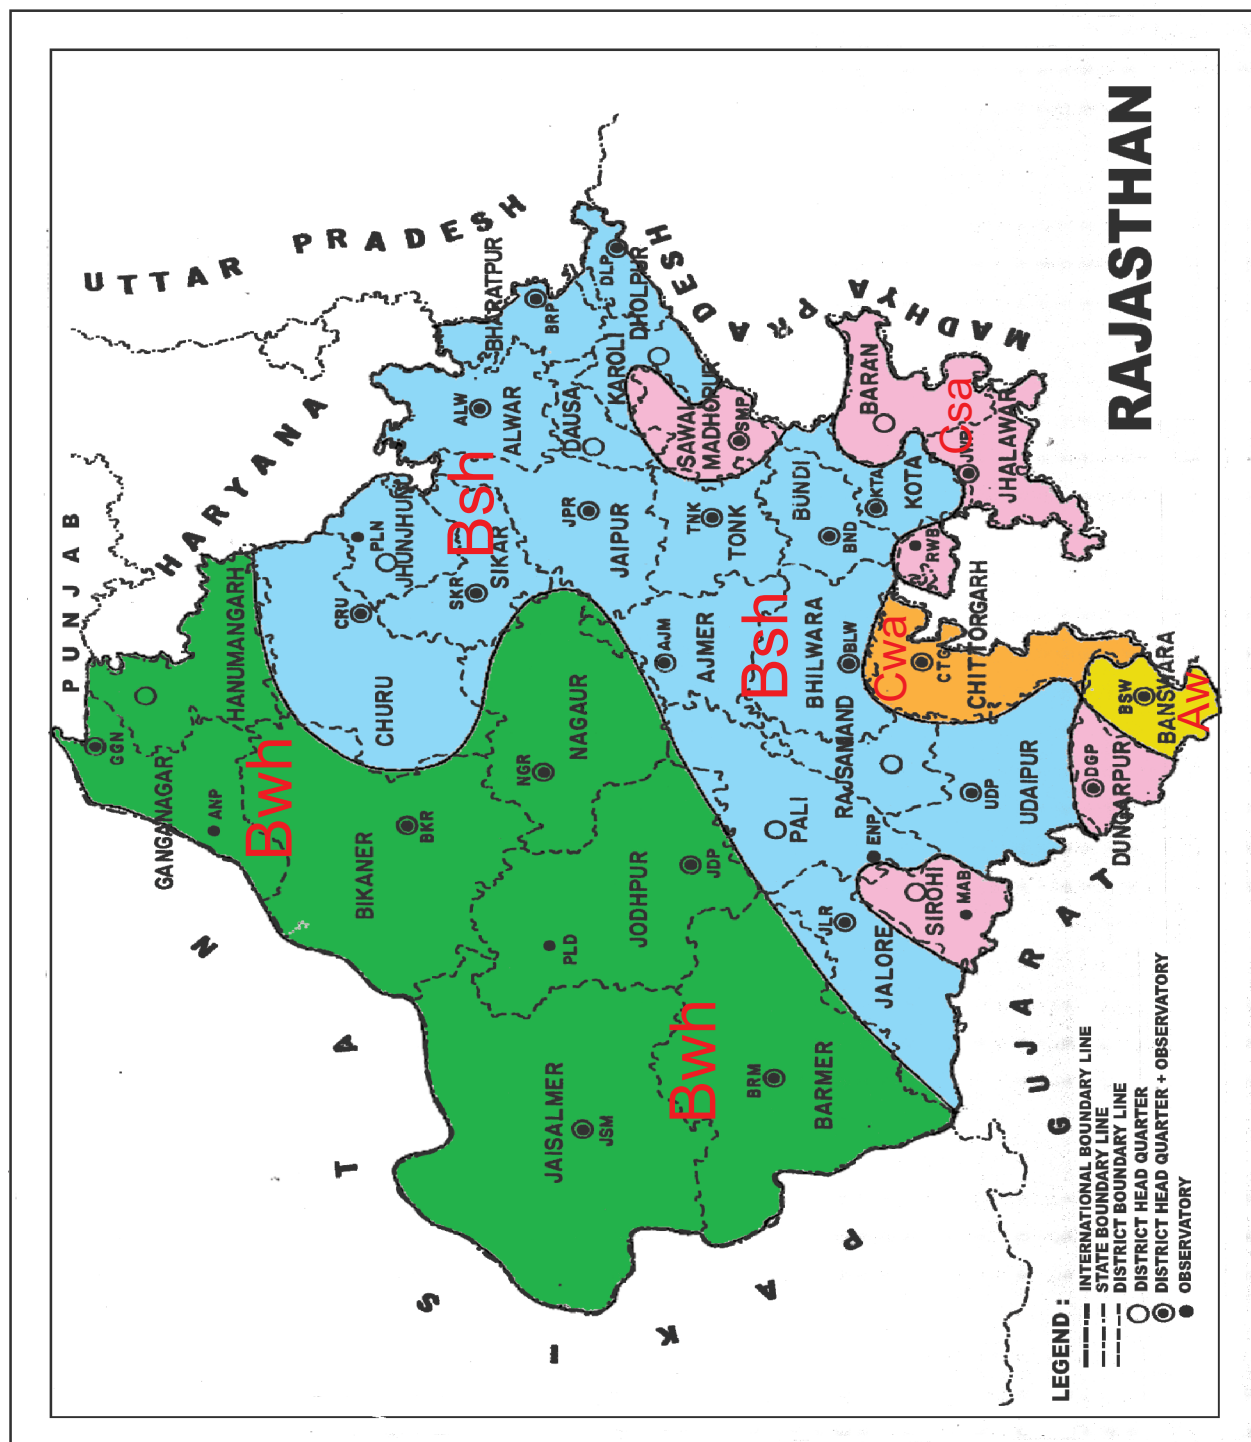 RAJASTHAN
PUNJAB
HARYANA
UTTAR PRADESH
MADHYA PRADESH
GUJARAT
PAKISTAN
GANGANAGAR
GGN
ANP
HANUMANGARH
BIKANER
BKR
CHURU
CRU
JHUNJHUNU
PLN
SIKAR
SKR
ALWAR
ALW
BHARATPUR
BRP
DHOLPUR
DLP
KAROLI
DAUSA
JAIPUR
JPR
SAWAI
MADHOPUR
SMP
TONK
TNK
AJMER
AJM
NAGAUR
NGR
JODHPUR
JDP
PLD
JAISALMER
JSM
BARMER
BRM
JALORE
JLR
PALI
ENP
SIROHI
MAB
RAJSAMAND
UDAIPUR
UDP
DUNGARPUR
DGP
BANSWARA
BSW
CHITTORGARH
CTG
BHILWARA
BLW
BUNDI
BND
KOTA
KTA
RWB
BARAN
JHALAWAR
Bwh
Bwh
Bsh
Bsh
Cwa
Csa
Aw
LEGEND :
INTERNATIONAL BOUNDARY LINE
STATE BOUNDARY LINE
DISTRICT BOUNDARY LINE
DISTRICT HEAD QUARTER
DISTRICT HEAD QUARTER + OBSERVATORY
OBSERVATORY